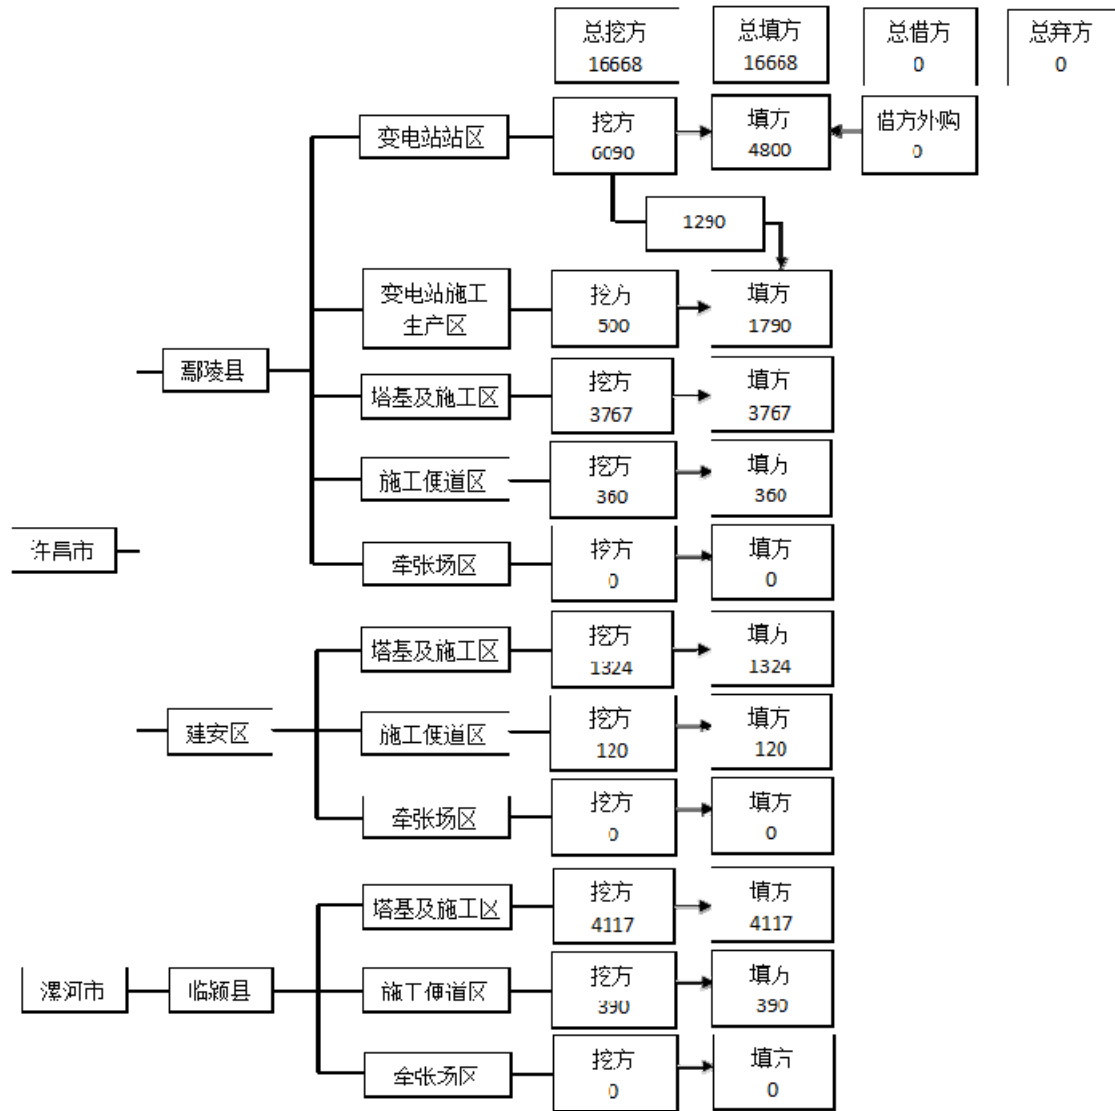 总挖方
16668
总填方
16668
总借方
0
总弃方
0
变电站站区
挖方
6090
填方
4800
借方外购
0
1290
变电站施工
生产区
挖方
500
填方
1790
鄢陵县
塔基及施工区
挖方
3767
填方
3767
施工便道区
挖方
360
填方
360
许昌市
牵张场区
挖方
0
填方
0
塔基及施工区
挖方
1324
填方
1324
建安区
施工便道区
挖方
120
填方
120
牵张场区
挖方
0
填方
0
塔基及施工区
挖方
4117
填方
4117
漯河市
临颍县
施工便道区
挖方
390
填方
390
牵张场区
挖方
0
填方
0